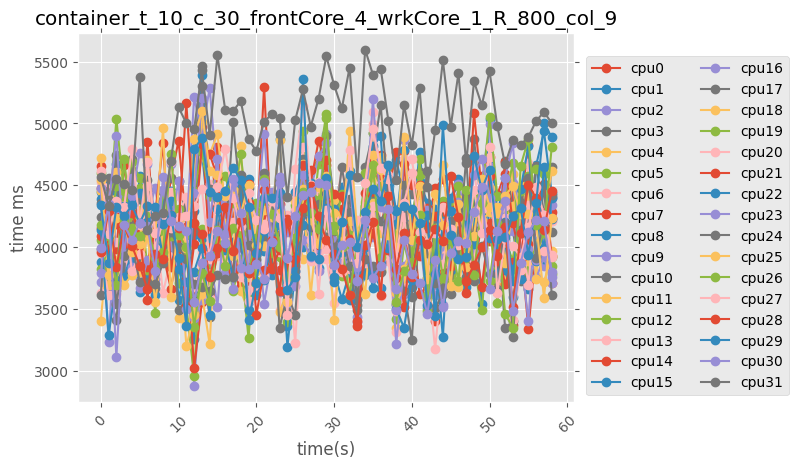 container_t_10_c_30_frontCore_4_wrkCore_1_R_800_col_9
time ms
5500
5000
4500
4000
3500
3000
0
10
20
30
40
50
60
time(s)
cpu0
cpu1
cpu2
cpu3
cpu4
cpu5
cpu6
cpu7
cpu8
cpu9
cpu10
cpu11
cpu12
cpu13
cpu14
cpu15
cpu16
cpu17
cpu18
cpu19
cpu20
cpu21
cpu22
cpu23
cpu24
cpu25
cpu26
cpu27
cpu28
cpu29
cpu30
cpu31